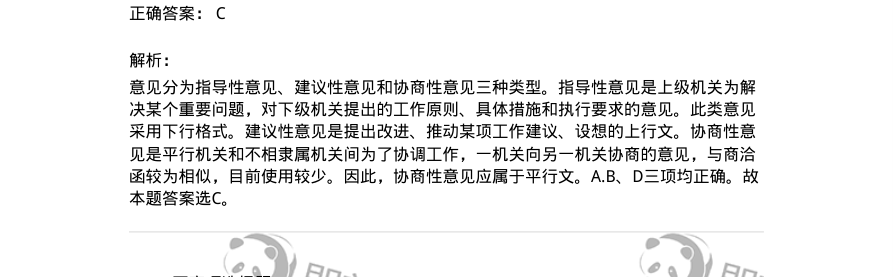 正确答案： C
解析：
意见分为指导性意见、建议性意见和协商性意见三种类型。指导性意见是上级机关为解
决某个重要问题，对下级机关提出的工作原则、具体措施和执行要求的意见。此类意见
采用下行格式。建议性意见是提出改进、推动某项工作建议、设想的上行文。协商性意
见是平行机关和不相隶属机关间为了协调工作，一机关向另一机关协商的意见，与商洽
函较为相似，目前使用较少。因此，协商性意见应属于平行文。A.B、D三项均正确。故
本题答案选C。